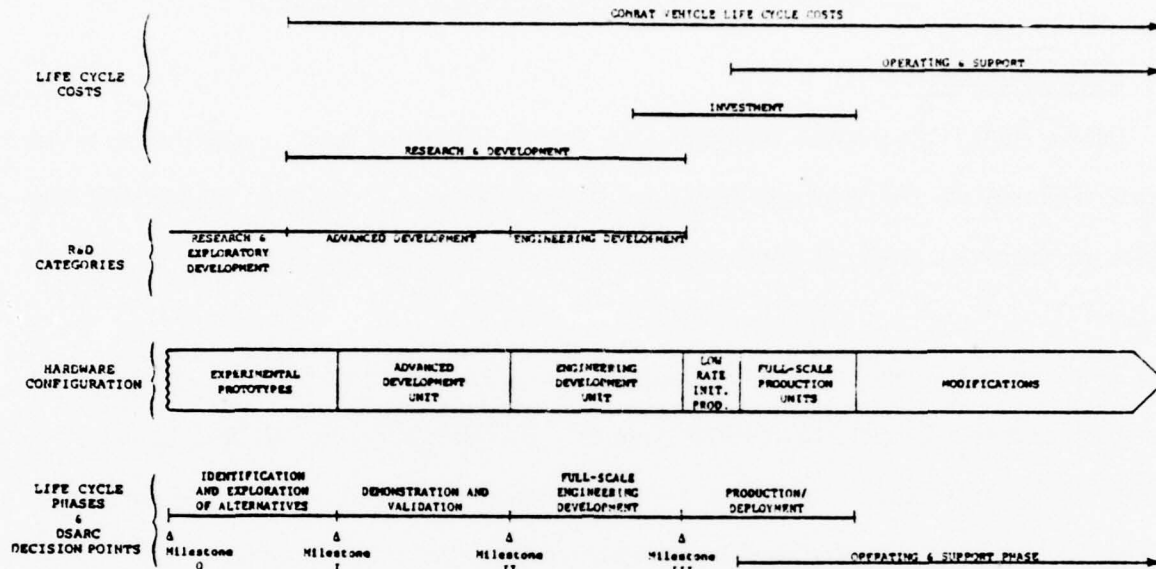 COMBAT VEHICLE LIFE CYCLE COSTS
OPERATING & SUPPORT
LIFE CYCLE
COSTS
INVESTMENT
RESEARCH & DEVELOPMENT
R&D
CATEGORIES
RESEARCH &
EXPLORATORY
DEVELOPMENT
ADVANCED DEVELOPMENT
ENGINEERING DEVELOPMENT
HARDWARE
CONFIGURATION
EXPERIMENTAL
PROTOTYPES
ADVANCED
DEVELOPMENT
UNIT
ENGINEERING
DEVELOPMENT
UNIT
LOW
RATE
INIT.
PROD.
FULL-SCALE
PRODUCTION
UNITS
MODIFICATIONS
LIFE CYCLE
PHASES
&
DSARC
DECISION POINTS
IDENTIFICATION
AND EXPLORATION
OF ALTERNATIVES
DEMONSTRATION AND
VALIDATION
FULL-SCALE
ENGINEERING
DEVELOPMENT
PRODUCTION/
DEPLOYMENT
Milestone
0
Milestone
I
Milestone
II
Milestone
III
OPERATING & SUPPORT PHASE